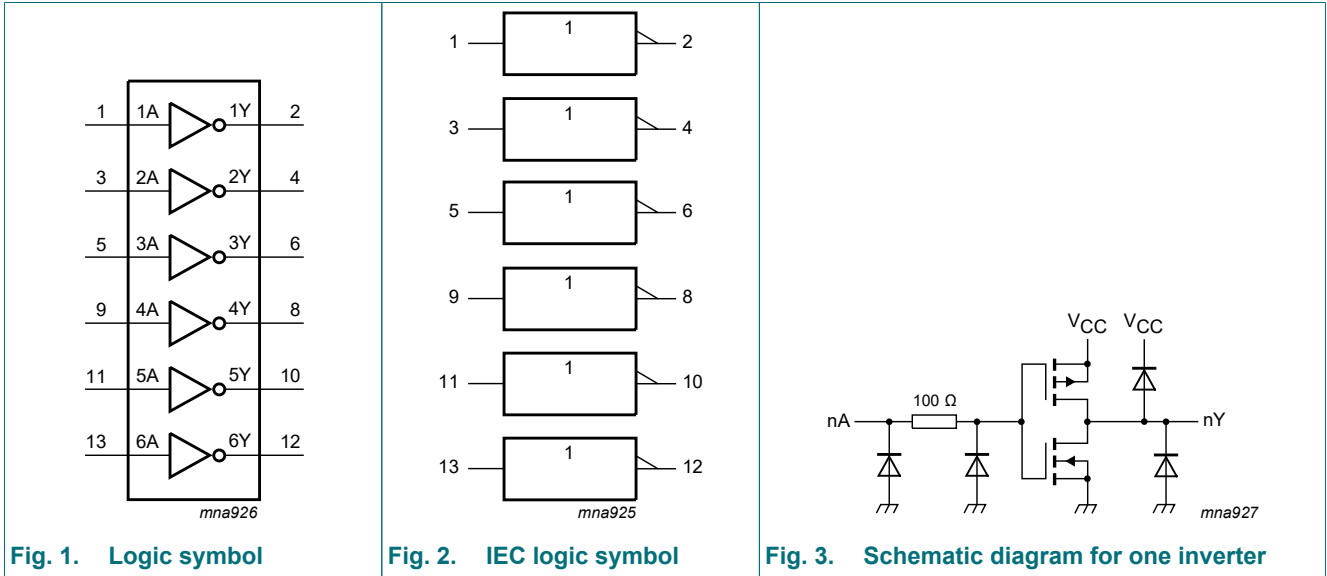 1 1A 1Y 2
3 2A 2Y 4
5 3A 3Y 6
9 4A 4Y 8
11 5A 5Y 10
13 6A 6Y 12
mna926
Fig. 1. Logic symbol
1 1 2
3 1 4
5 1 6
9 1 8
11 1 10
13 1 12
mna925
Fig. 2. IEC logic symbol
VCC VCC
100 Ω
nA nY
mna927
Fig. 3. Schematic diagram for one inverter